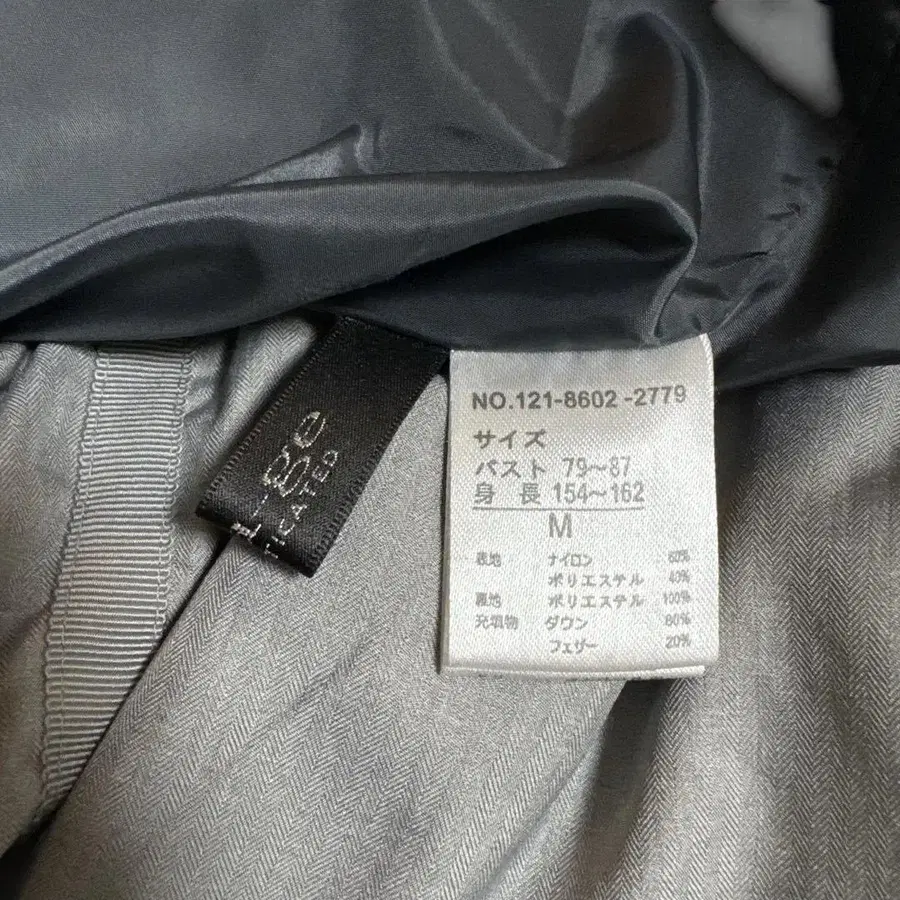 NO.121-8602-2779
サイズ
バスト 79~87
身 長 154~162
M
表地 ナイロン 60%
ポリエステル 40%
裏地 ポリエステル 100%
充填物 ダウン 80%
フェザー 20%
-ge
TICATED